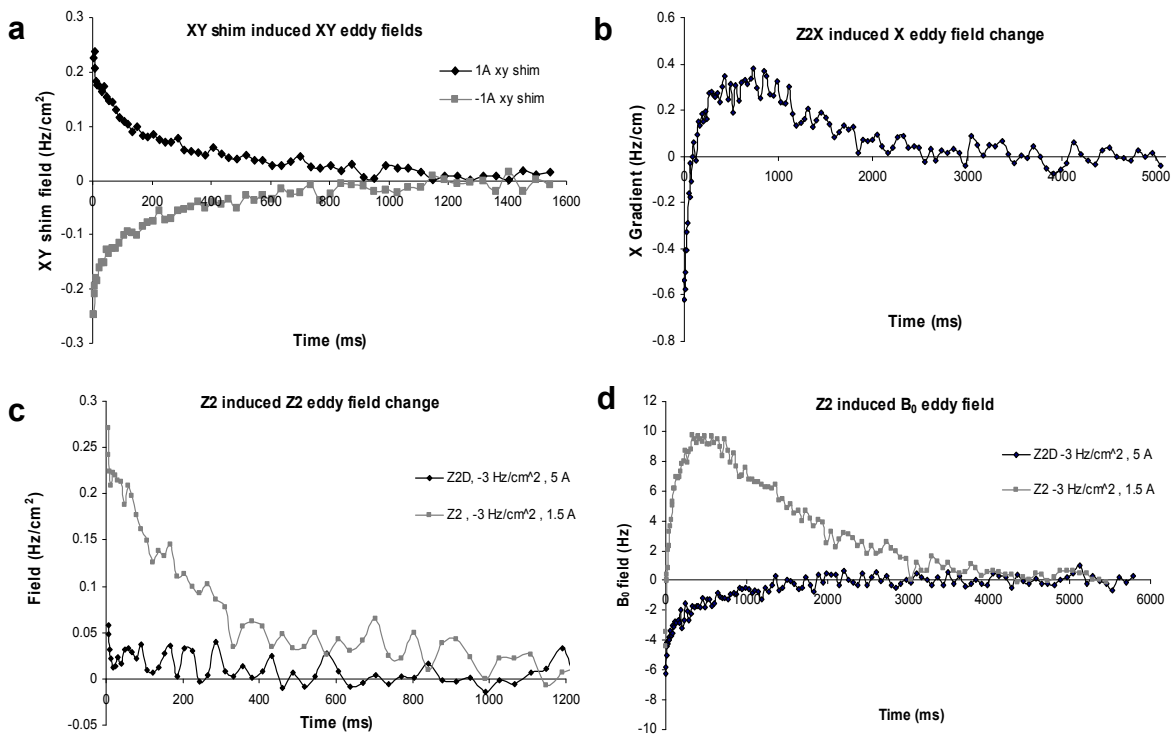 a
XY shim induced XY eddy fields
0.3
0.2
0.1
0
-0.1
-0.2
-0.3
0 200 400 600 800 1000 1200 1400 1600
XY shim field (Hz/cm²)
Time (ms)
1A xy shim
-1A xy shim
b
Z2X induced X eddy field change
0.6
0.4
0.2
0
-0.2
-0.4
-0.6
-0.8
0 1000 2000 3000 4000 5000
X Gradient (Hz/cm)
Time (ms)
c
Z2 induced Z2 eddy field change
0.3
0.25
0.2
0.15
0.1
0.05
0
-0.05
0 200 400 600 800 1000 1200
Field (Hz/cm²)
Time (ms)
Z2D, -3 Hz/cm^2 , 5 A
Z2 , -3 Hz/cm^2 , 1.5 A
d
Z2 induced B₀ eddy field
12
10
8
6
4
2
0
-2
-4
-6
-8
-10
0 1000 2000 3000 4000 5000 6000
B₀ field (Hz)
Time (ms)
Z2D -3 Hz/cm^2 , 5 A
Z2 -3 Hz/cm^2 , 1.5 A